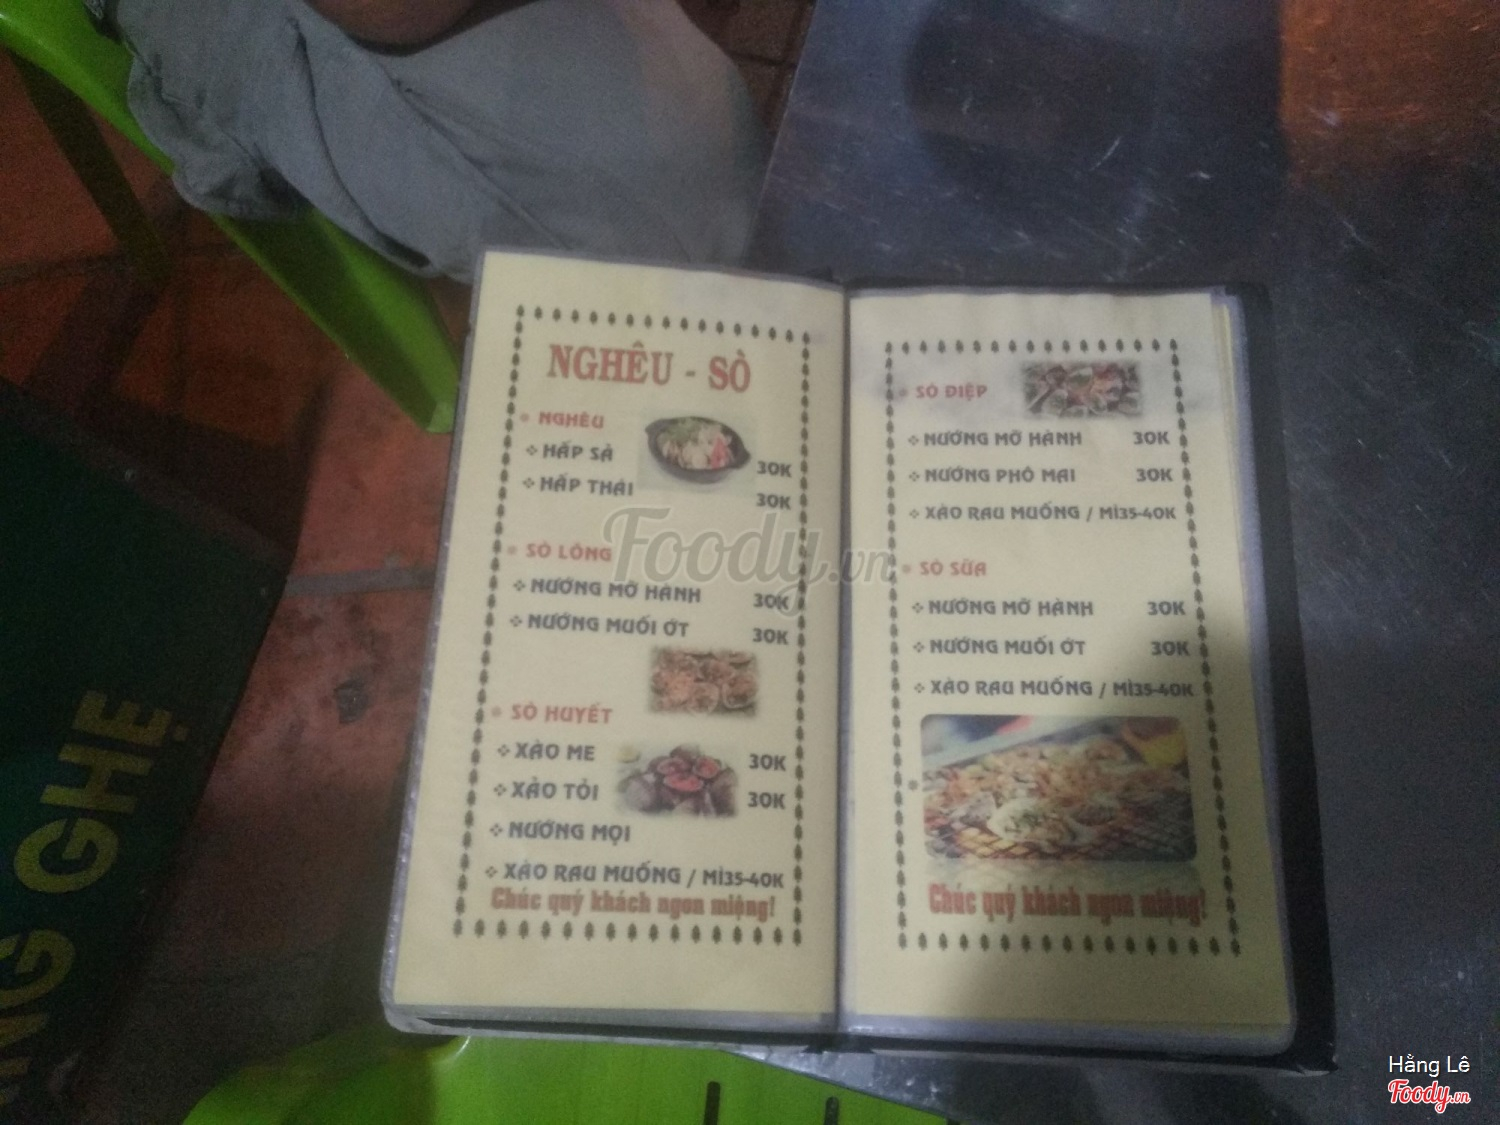 NGHÊU - SÒ
NGHÊU
HẤP SẢ 30K
HẤP THÁI 30K
SÒ LÔNG
NƯỚNG MỠ HÀNH 30K
NƯỚNG MUỐI ỚT 30K
SÒ HUYẾT
XÀO ME 30K
XÀO TỎI 30K
NƯỚNG MỌI
XÀO RAU MUỐNG / MÌ35-40K
Chúc quý khách ngon miệng!
SÒ ĐIỆP
NƯỚNG MỠ HÀNH 30K
NƯỚNG PHÔ MAI 30K
XÀO RAU MUỐNG / MÌ35-40K
SÒ SỮA
NƯỚNG MỠ HÀNH 30K
NƯỚNG MUỐI ỚT 30K
XÀO RAU MUỐNG / MÌ35-40K
Chúc quý khách ngon miệng!
Foody.vn
GHẸ
Hằng Lê
Foody.vn